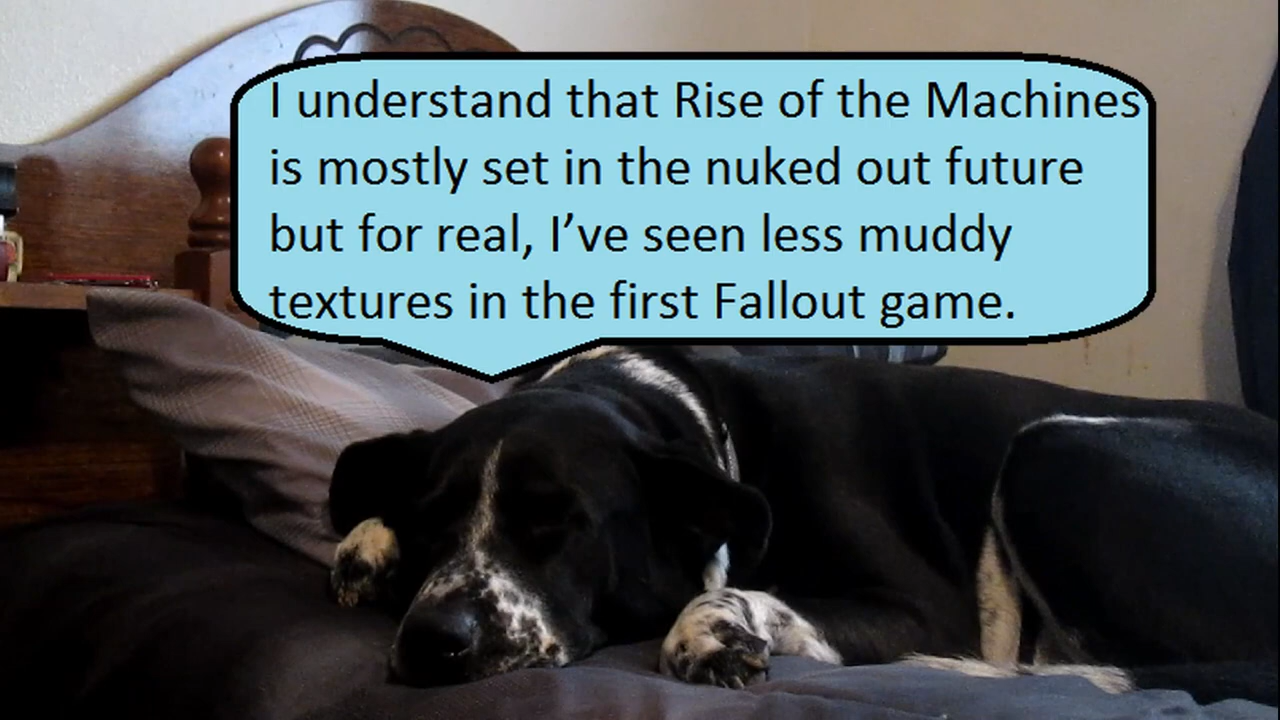 I understand that Rise of the Machines
is mostly set in the nuked out future
but for real, I’ve seen less muddy
textures in the first Fallout game.